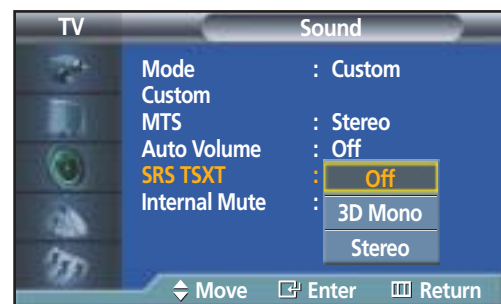 TV Sound
Mode : Custom
Custom
MTS : Stereo
Auto Volume : Off
SRS TSXT : Off
Internal Mute : 3D Mono
Stereo
Move Enter Return